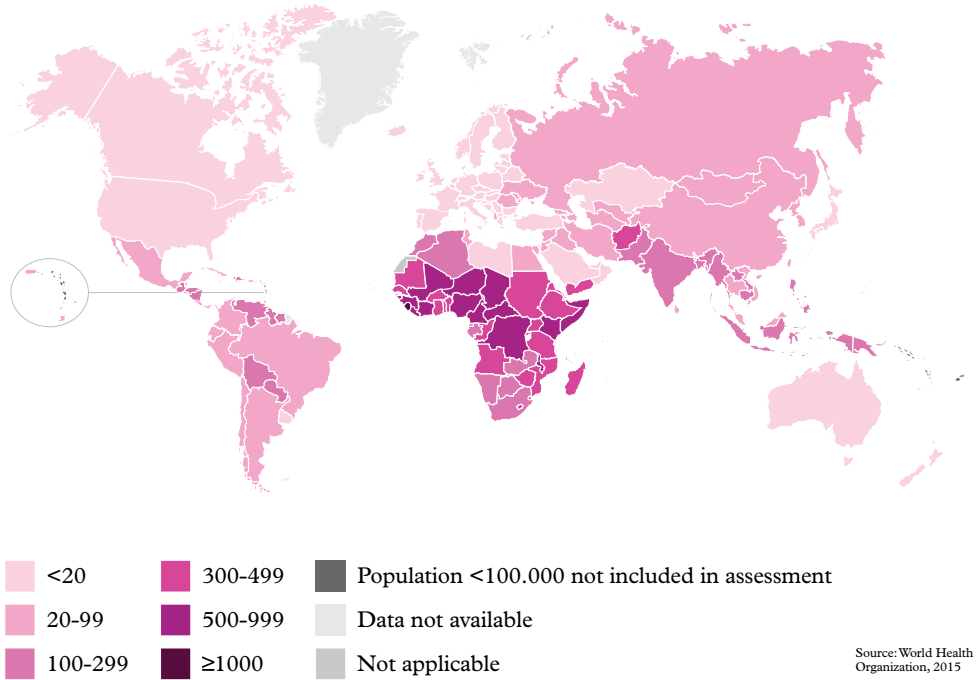 <20
20-99
100-299
300-499
500-999
≥1000
Population <100.000 not included in assessment
Data not available
Not applicable
Source: World Health
Organization, 2015